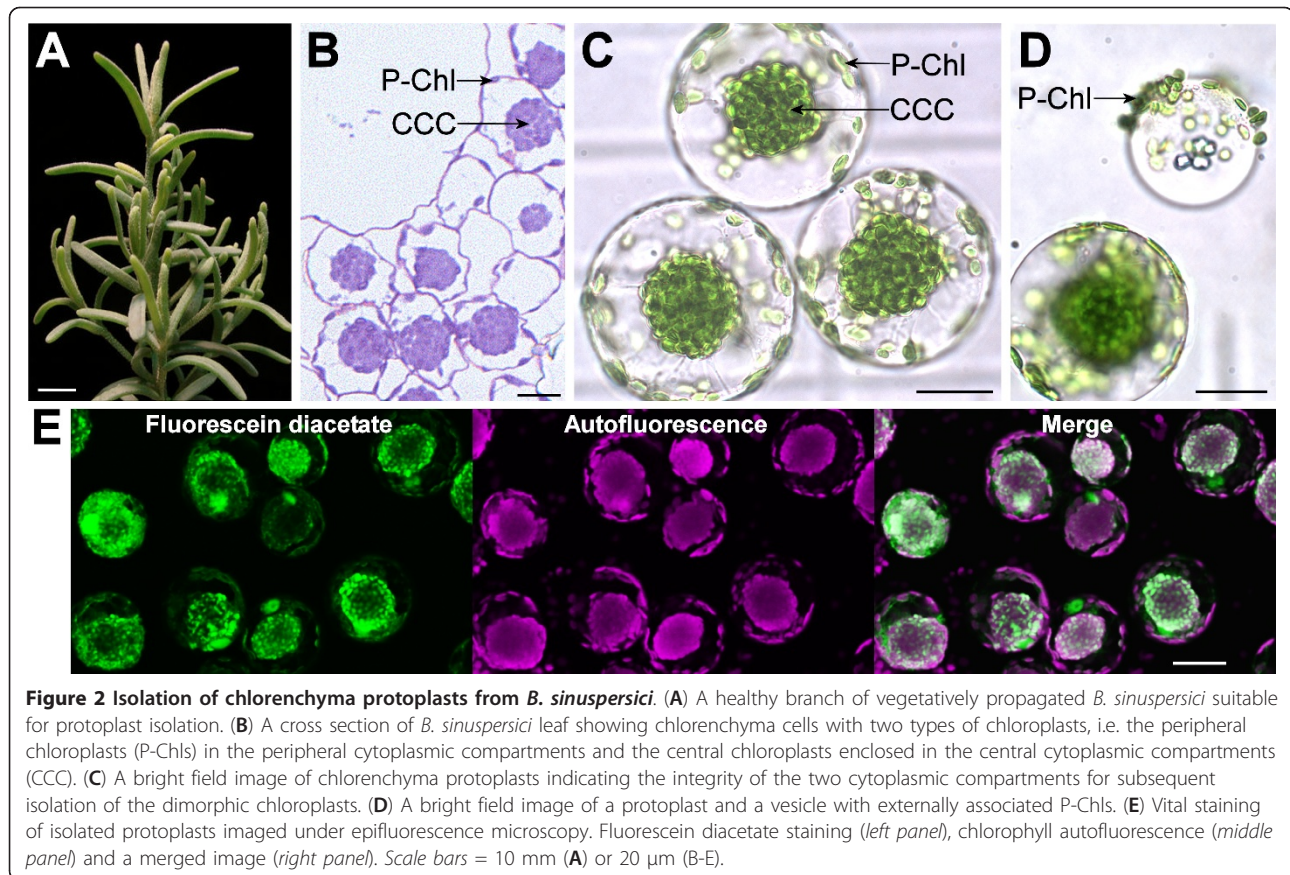 A
B
P-Chl
CCC
C
P-Chl
CCC
D
P-Chl
E
Fluorescein diacetate
Autofluorescence
Merge
Figure 2 Isolation of chlorenchyma protoplasts from B. sinuspersici. (A) A healthy branch of vegetatively propagated B. sinuspersici suitable
for protoplast isolation. (B) A cross section of B. sinuspersici leaf showing chlorenchyma cells with two types of chloroplasts, i.e. the peripheral
chloroplasts (P-Chls) in the peripheral cytoplasmic compartments and the central chloroplasts enclosed in the central cytoplasmic compartments
(CCC). (C) A bright field image of chlorenchyma protoplasts indicating the integrity of the two cytoplasmic compartments for subsequent
isolation of the dimorphic chloroplasts. (D) A bright field image of a protoplast and a vesicle with externally associated P-Chls. (E) Vital staining
of isolated protoplasts imaged under epifluorescence microscopy. Fluorescein diacetate staining (left panel), chlorophyll autofluorescence (middle
panel) and a merged image (right panel). Scale bars = 10 mm (A) or 20 μm (B-E).